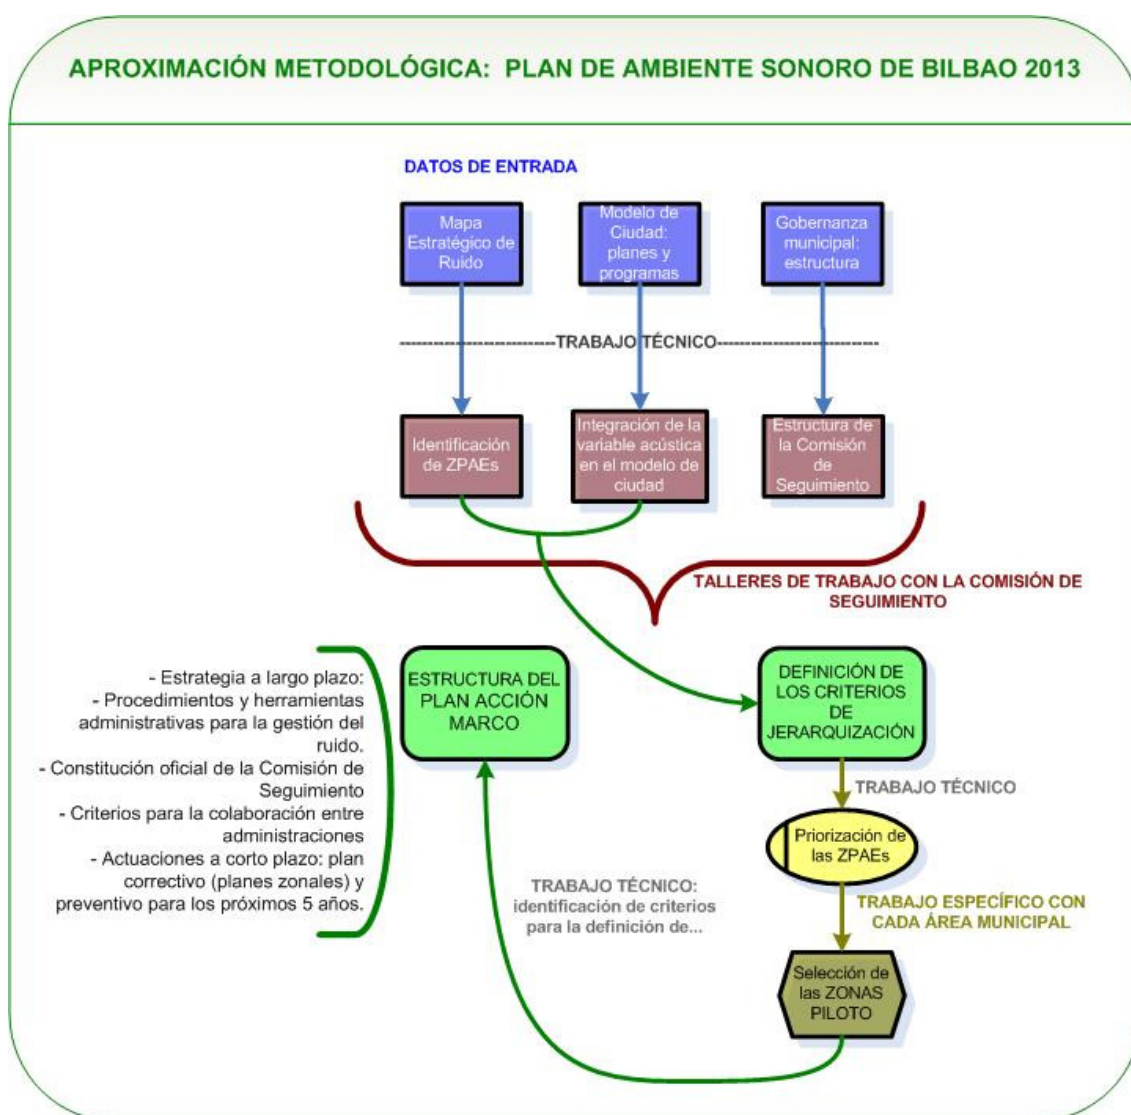 APROXIMACIÓN METODOLÓGICA: PLAN DE AMBIENTE SONORO DE BILBAO 2013
DATOS DE ENTRADA
Mapa
Estratégico de
Ruido
Modelo de
Ciudad:
planes y
programas
Gobernanza
municipal:
estructura
TRABAJO TÉCNICO
Identificación
de ZPAEs
Integración de la
variable acústica
en el modelo de
ciudad
Estructura de
la Comisión
de
Seguimiento
TALLERES DE TRABAJO CON LA COMISIÓN DE
SEGUIMIENTO
- Estrategia a largo plazo:
- Procedimientos y herramientas
administrativas para la gestión del
ruido.
- Constitución oficial de la Comisión de
Seguimiento
- Criterios para la colaboración entre
administraciones
- Actuaciones a corto plazo: plan
correctivo (planes zonales) y
preventivo para los próximos 5 años.
ESTRUCTURA DEL
PLAN ACCIÓN
MARCO
DEFINICIÓN DE
LOS CRITERIOS
DE
JERARQUIZACIÓN
TRABAJO TÉCNICO
Priorización de
las ZPAEs
TRABAJO TÉCNICO:
identificación de criterios
para la definición de...
TRABAJO ESPECÍFICO CON
CADA ÁREA MUNICIPAL
Selección de
las ZONAS
PILOTO